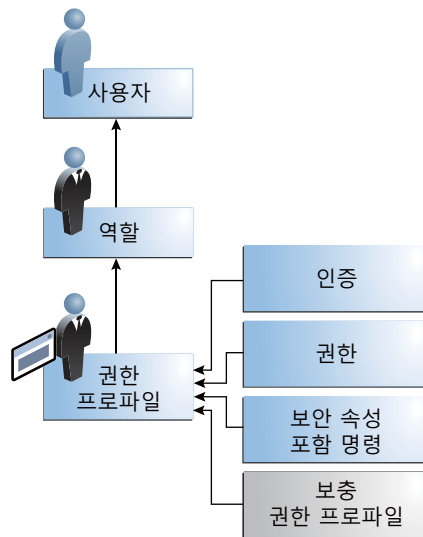 사용자
역할
권한
프로파일
인증
권한
보안 속성
포함 명령
보충
권한 프로파일